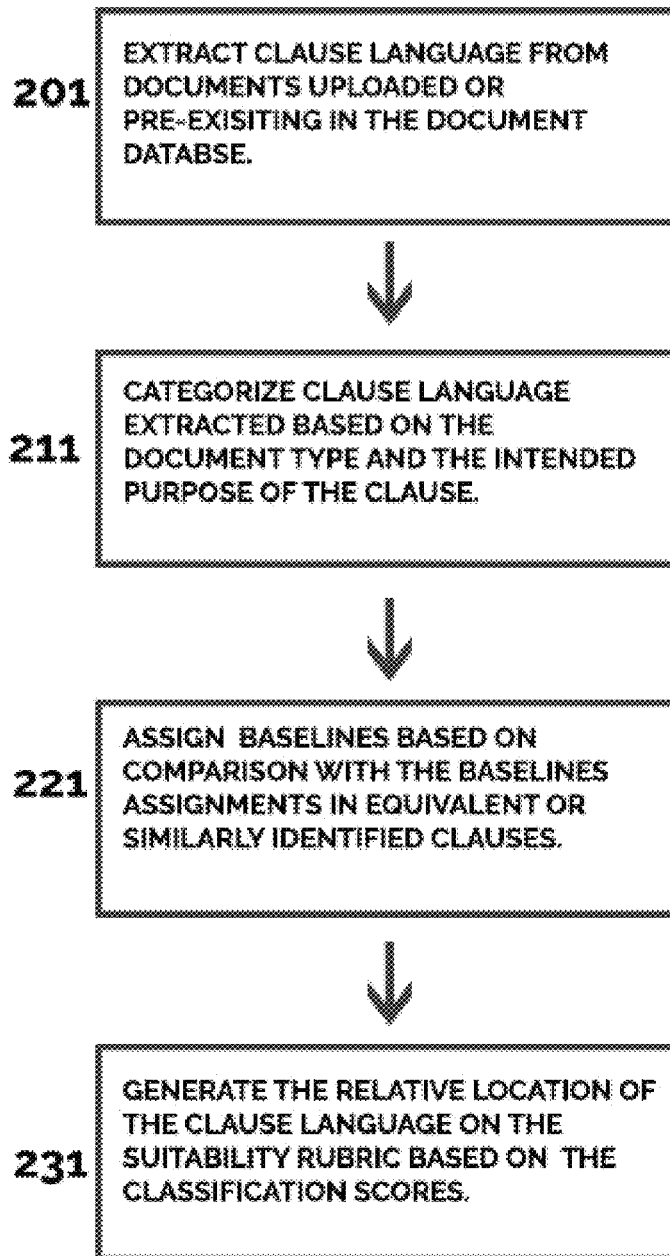 201
EXTRACT CLAUSE LANGUAGE FROM
DOCUMENTS UPLOADED OR
PRE-EXISITING IN THE DOCUMENT
DATABSE.
211
CATEGORIZE CLAUSE LANGUAGE
EXTRACTED BASED ON THE
DOCUMENT TYPE AND THE INTENDED
PURPOSE OF THE CLAUSE.
221
ASSIGN BASELINES BASED ON
COMPARISON WITH THE BASELINES
ASSIGNMENTS IN EQUIVALENT OR
SIMILARLY IDENTIFIED CLAUSES.
231
GENERATE THE RELATIVE LOCATION OF
THE CLAUSE LANGUAGE ON THE
SUITABILITY RUBRIC BASED ON THE
CLASSIFICATION SCORES.